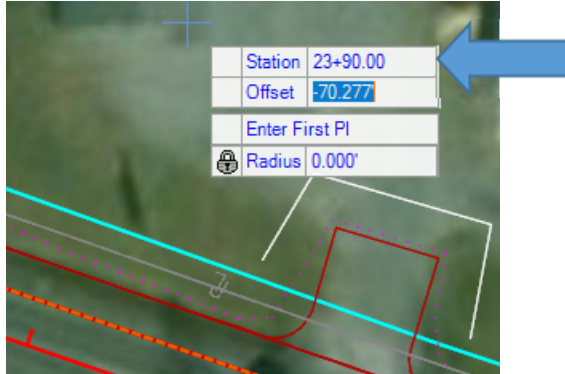 Station 23+90.00
Offset -70.277'
Enter First PI
Radius 0.000'